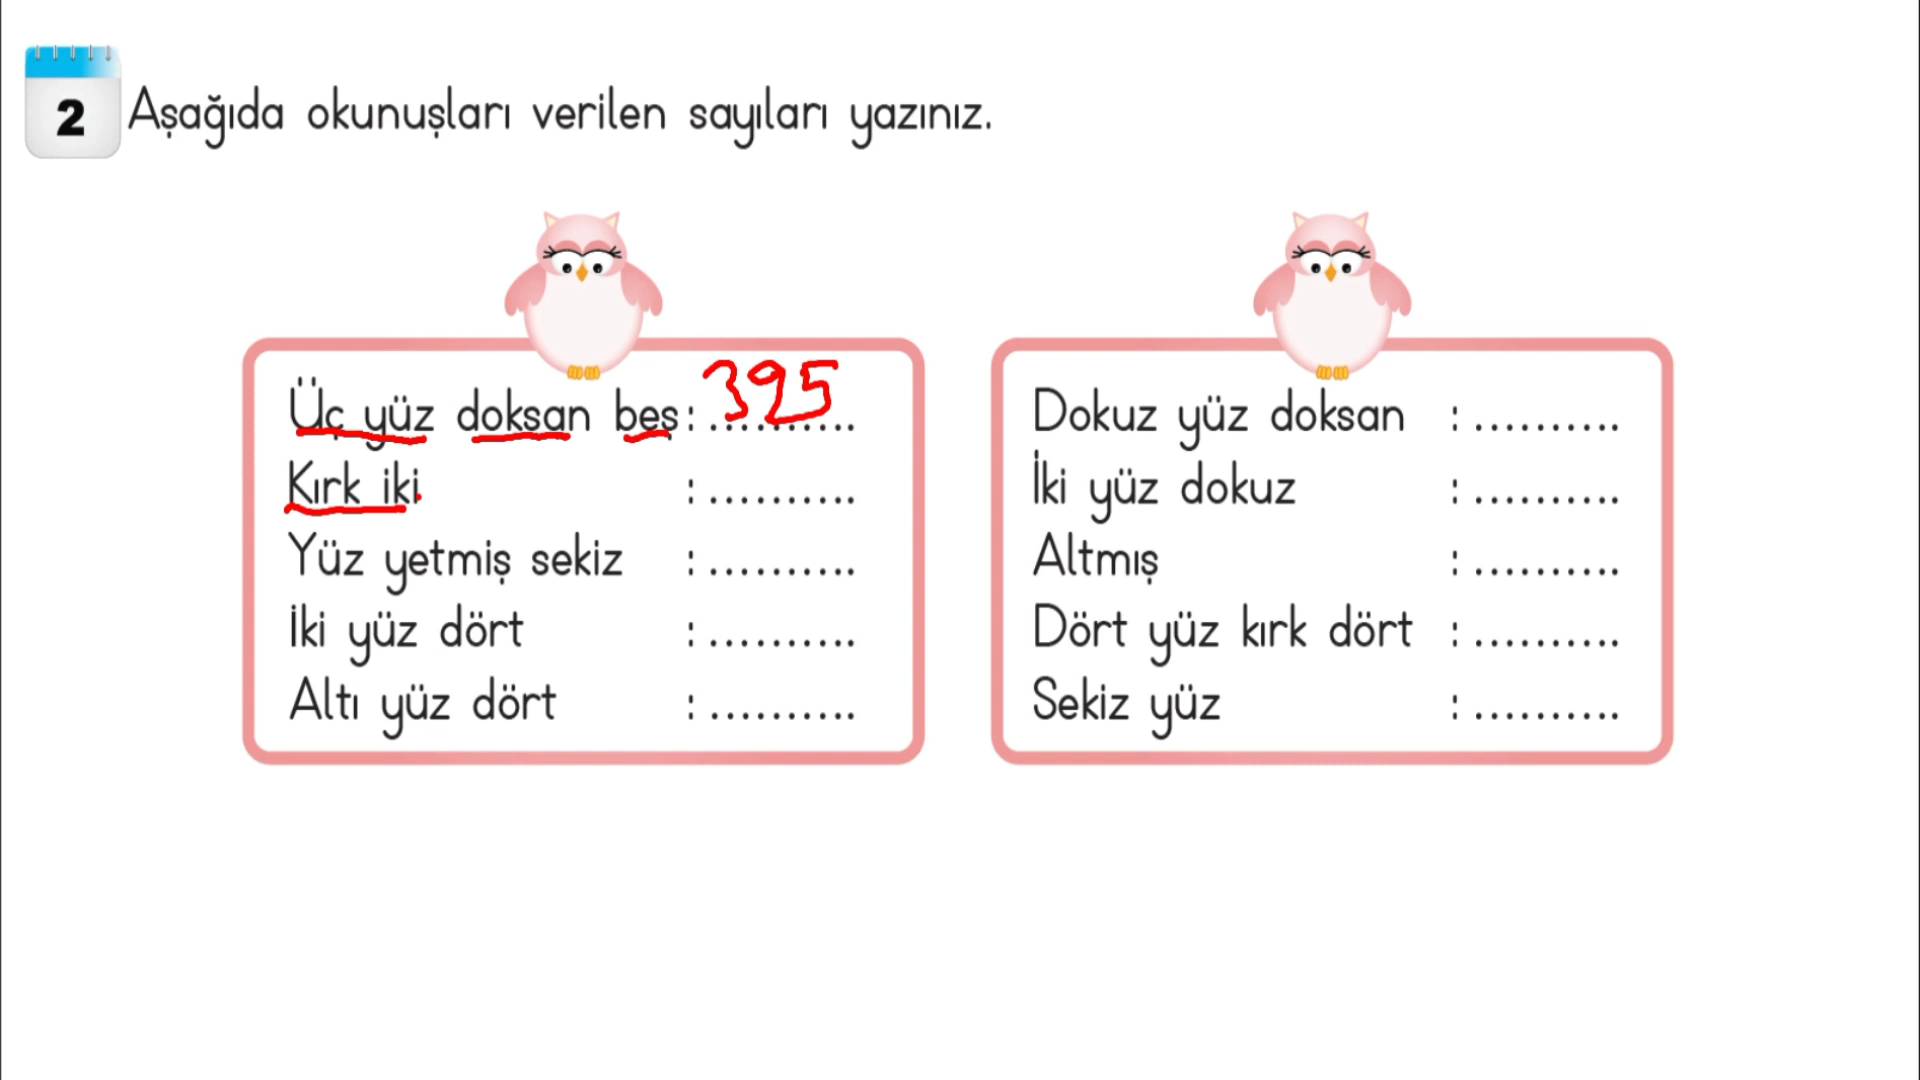 2 Aşağıda okunuşları verilen sayıları yazınız.
Üç yüz doksan beş : 395 ..........
Kırk iki : ..........
Yüz yetmiş sekiz : ..........
İki yüz dört : ..........
Altı yüz dört : ..........
Dokuz yüz doksan : ..........
İki yüz dokuz : ..........
Altmış : ..........
Dört yüz kırk dört : ..........
Sekiz yüz : ..........